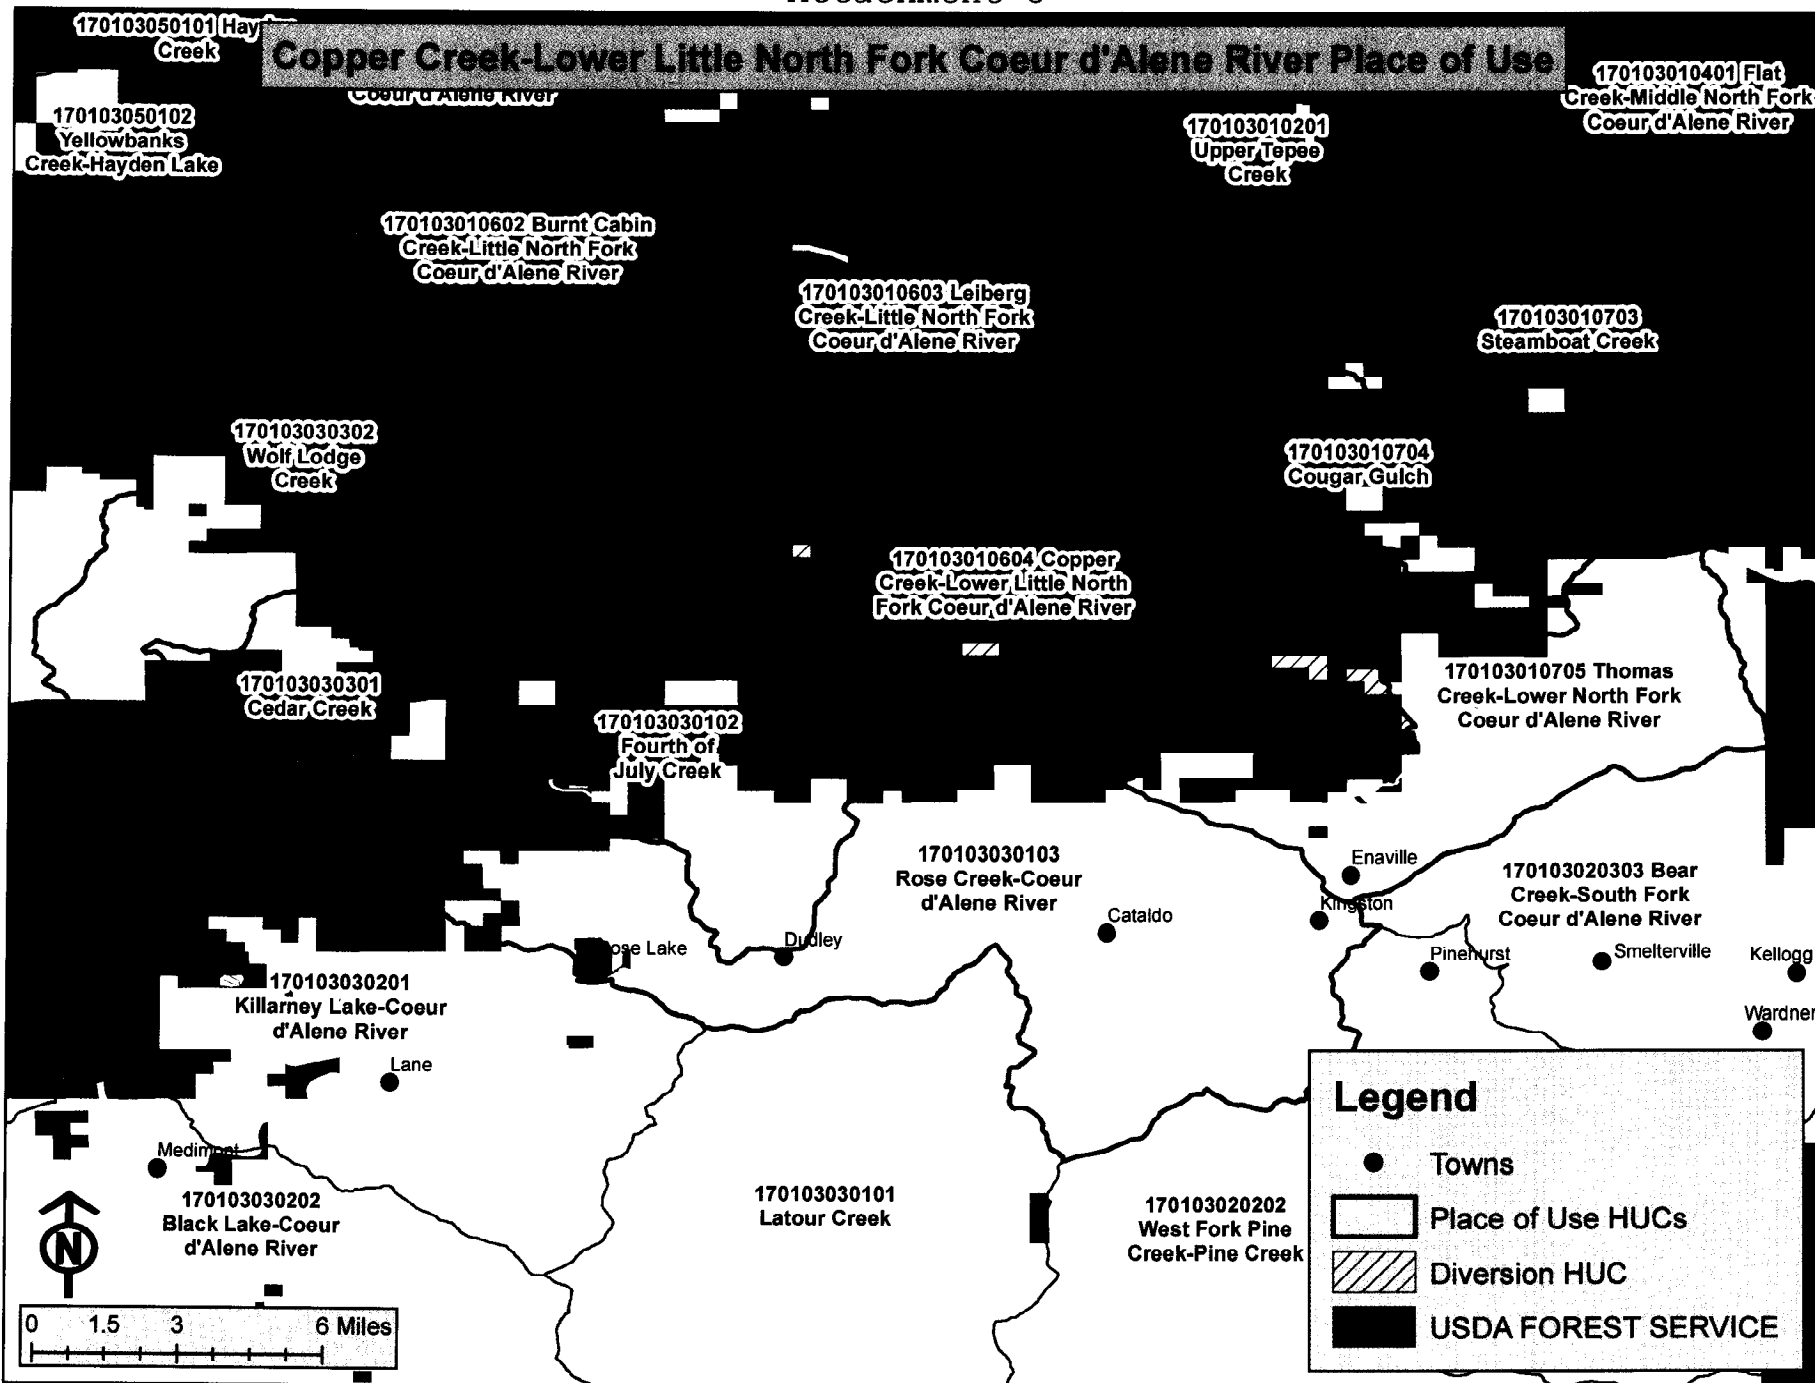 Copper Creek-Lower Little North Fork Coeur d'Alene River Place of Use
Creek
Coeur d'Alene River
170103010401 Flat
Creek-Middle North Fork
Coeur d'Alene River
170103050102
Yellowbanks
Creek-Hayden Lake
170103010201
Upper Tepee
Creek
170103010602 Burnt Cabin
Creek-Little North Fork
Coeur d'Alene River
170103010603 Leiberg
Creek-Little North Fork
Coeur d'Alene River
170103010703
Steamboat Creek
170103030302
Wolf Lodge
Creek
170103010704
Cougar Gulch
170103010604 Copper
Creek-Lower Little North
Fork Coeur d'Alene River
170103030301
Cedar Creek
170103010705 Thomas
Creek-Lower North Fork
Coeur d'Alene River
170103030102
Fourth of
July Creek
170103030103
Rose Creek-Coeur
d'Alene River
Enaville
170103020303 Bear
Creek-South Fork
Coeur d'Alene River
Kingston
Cataldo
Dudley
Lake
Pinehurst
Smelterville
Kellogg
Wardner
170103030201
Killarney Lake-Coeur
d'Alene River
Lane
Medimont
170103030202
Black Lake-Coeur
d'Alene River
170103030101
Latour Creek
170103020202
West Fork Pine
Creek-Pine Creek
N
0 1.5 3 6 Miles
Legend
Towns
Place of Use HUCs
Diversion HUC
USDA FOREST SERVICE